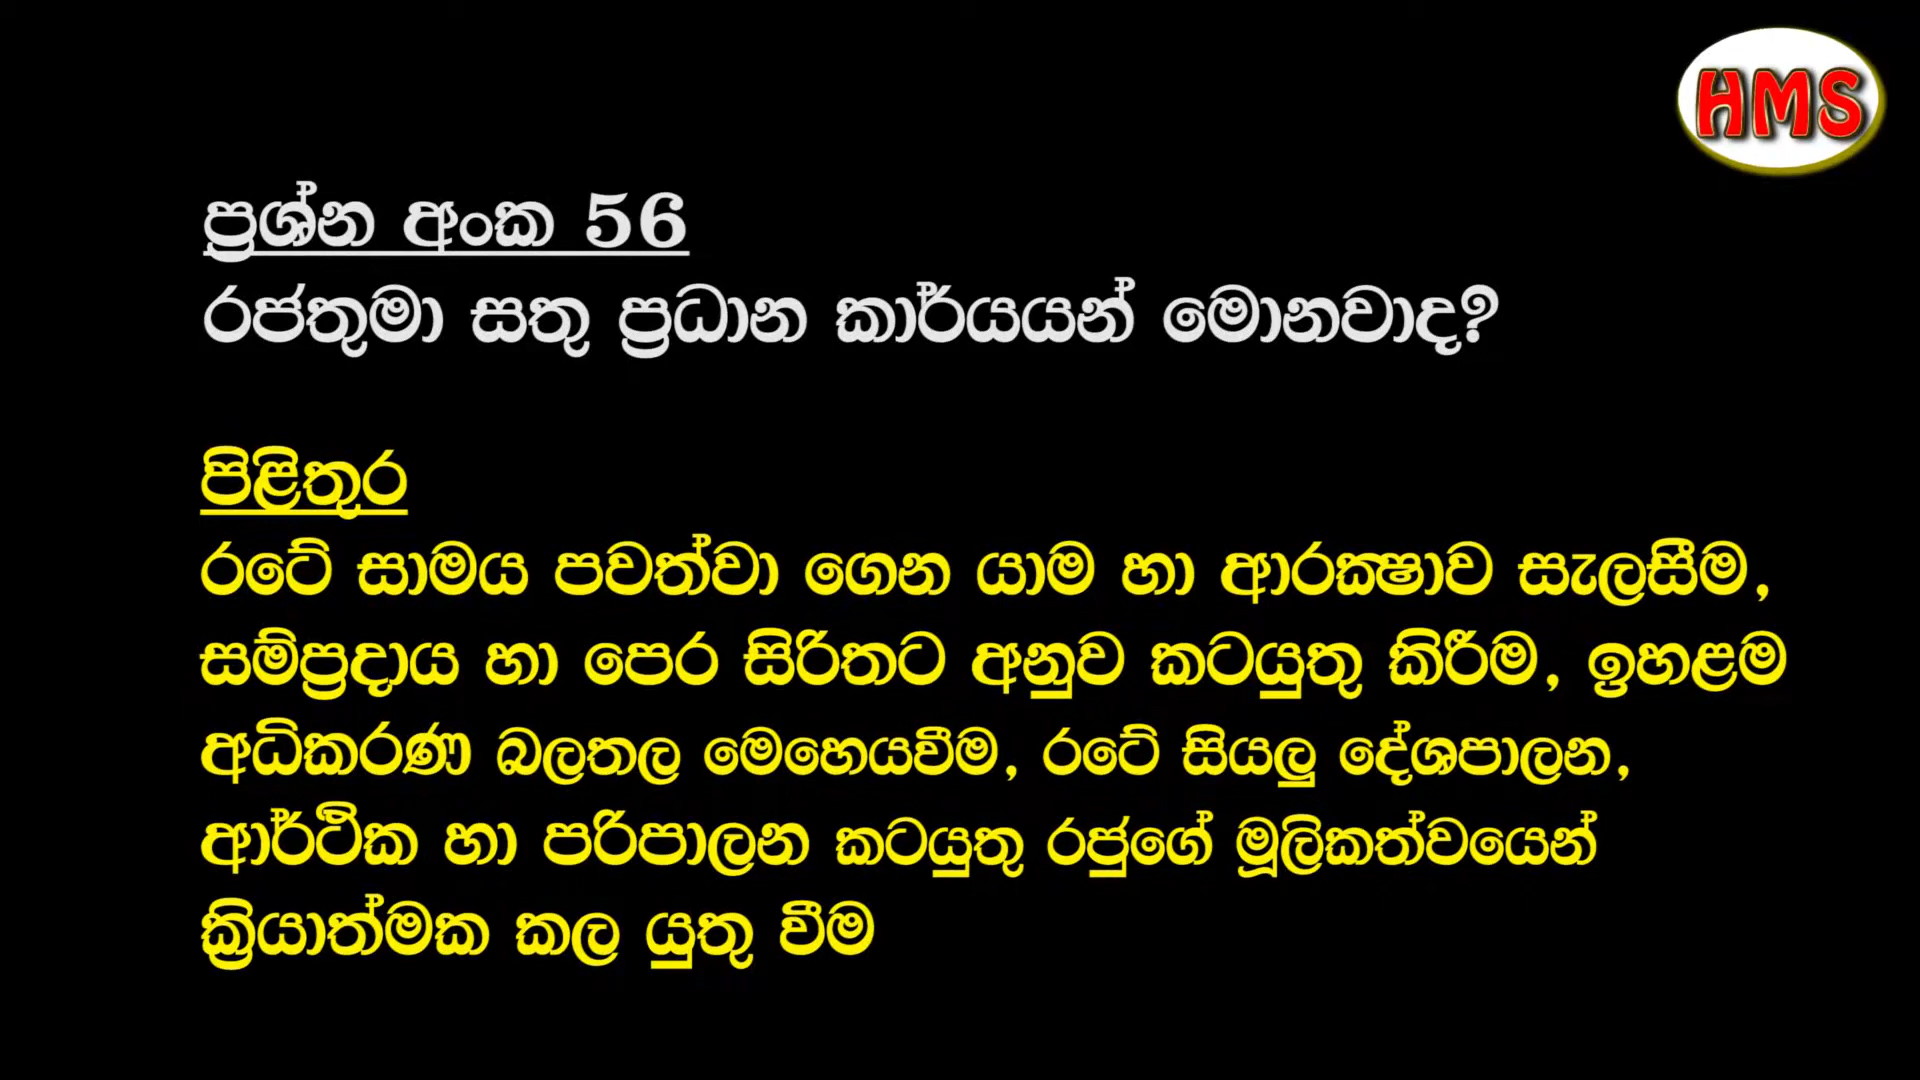 HMS
ප්‍රශ්න අංක 56
රජතුමා සතු ප්‍රධාන කාර්යයන් මොනවාද?
පිළිතුර
රටේ සාමය පවත්වා ගෙන යාම හා ආරක්‍ෂාව සැලසීම,
සම්ප්‍රදාය හා පෙර සිරිතට අනුව කටයුතු කිරීම, ඉහළම
අධිකරණ බලතල මෙහෙයවීම, රටේ සියලු දේශපාලන,
ආර්ථික හා පරිපාලන කටයුතු රජුගේ මූලිකත්වයෙන්
ක්‍රියාත්මක කල යුතු වීම